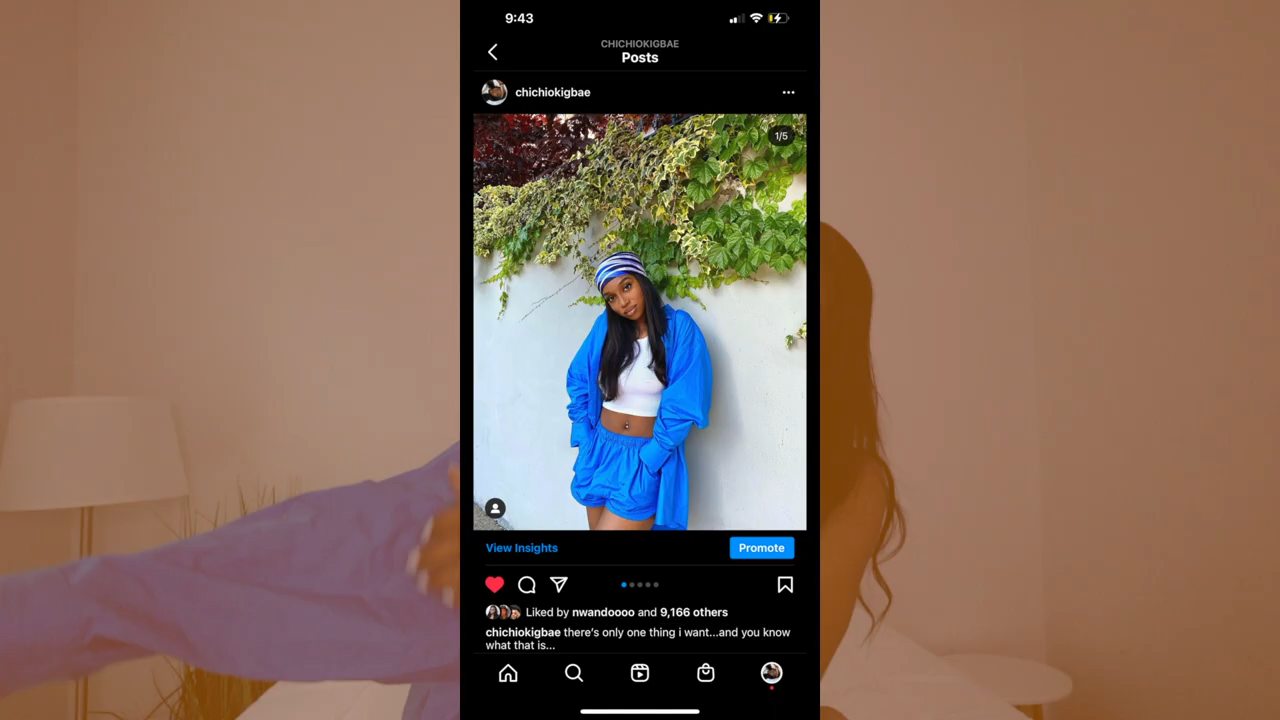 9:43
CHICHIOKIGBAE
Posts
chichiokigbae
1/5
View Insights
Promote
Liked by nwandoooo and 9,166 others
chichiokigbae there's only one thing i want...and you know
what that is...